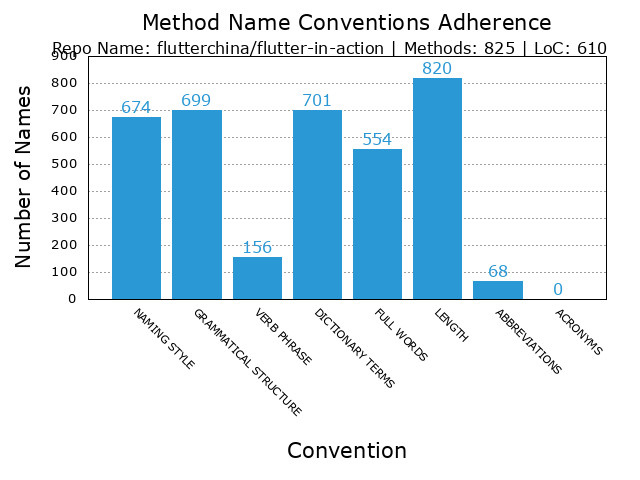 Method Name Conventions Adherence
Repo Name: flutterchina/flutter-in-action | Methods: 825 | LoC: 610
Number of Names
900
800
700
600
500
400
300
200
100
0
674
699
156
701
554
820
68
0
NAMING STYLE
GRAMMATICAL STRUCTURE
VERB PHRASE
DICTIONARY TERMS
FULL WORDS
LENGTH
ABBREVIATIONS
ACRONYMS
Convention